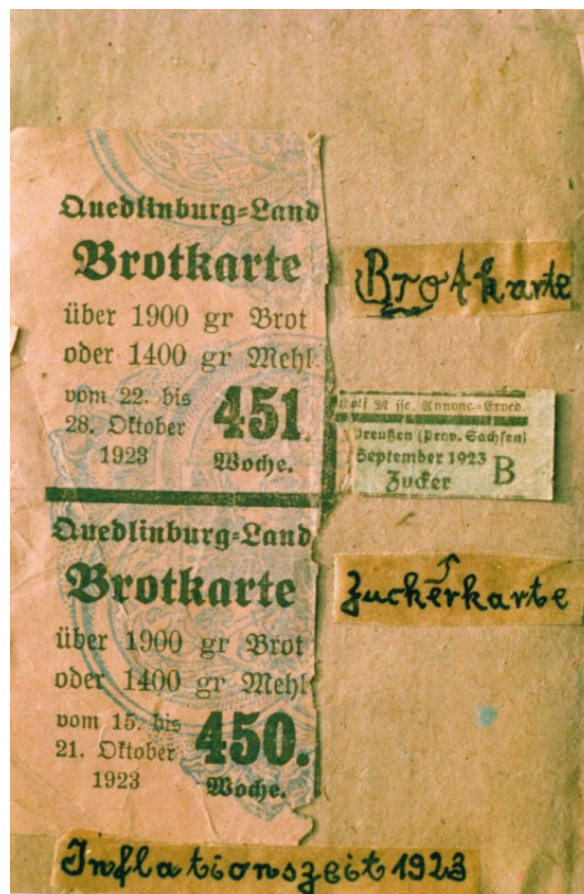 Quedlinburg-Land
Brotkarte
über 1900 gr Brot
oder 1400 gr Mehl
vom 22. bis
28. Oktober
1923
451.
Woche.
Quedlinburg-Land
Brotkarte
über 1900 gr Brot
oder 1400 gr Mehl
vom 15. bis
21. Oktober
1923
450.
Woche.
Brotkarte
Annonc.-Exped.
Preußen (Prov. Sachsen)
September 1923
Zucker B
Zuckerkarte
Inflationszeit 1923